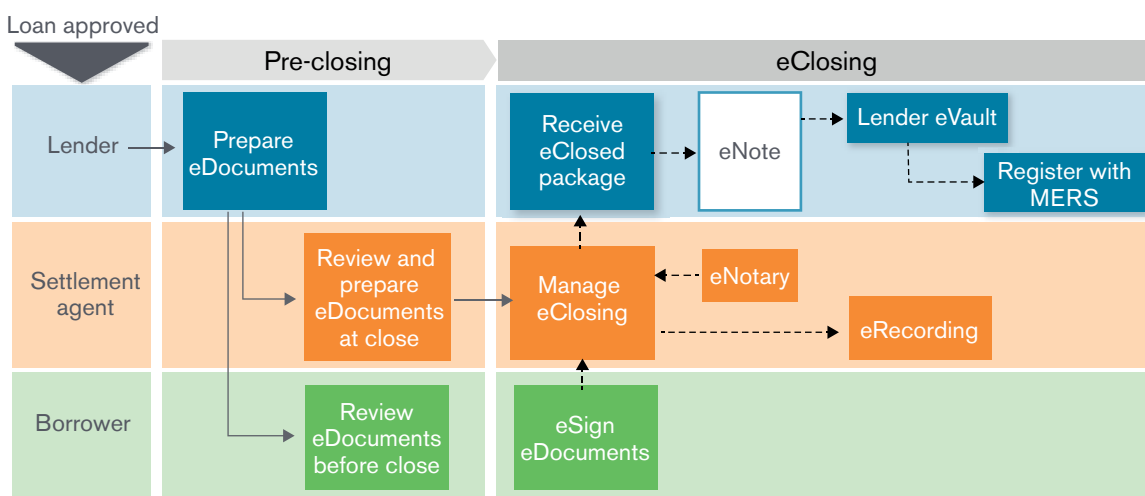 Loan approved
Pre-closing
eClosing
Lender
Prepare
eDocuments
Receive
eClosed
package
eNote
Lender eVault
Register with
MERS
Settlement
agent
Review and
prepare
eDocuments
at close
Manage
eClosing
eNotary
eRecording
Borrower
Review
eDocuments
before close
eSign
eDocuments